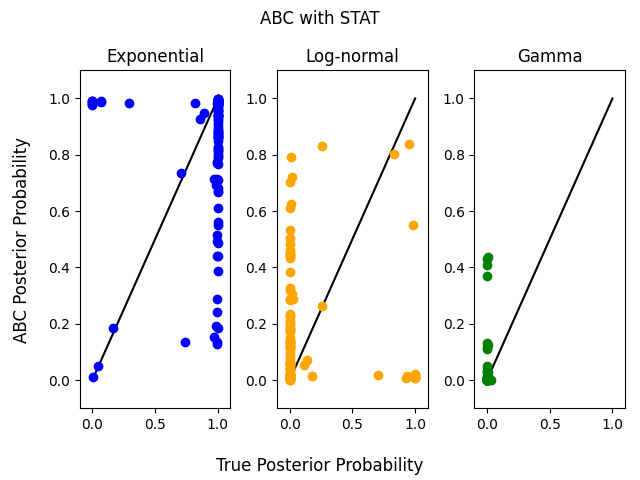 ABC with STAT
Exponential Log-normal Gamma
ABC Posterior Probability
1.0 1.0 1.0
0.8 0.8 0.8
0.6 0.6 0.6
0.4 0.4 0.4
0.2 0.2 0.2
0.0 0.0 0.0
0.0 0.5 1.0 0.0 0.5 1.0 0.0 0.5 1.0
True Posterior Probability